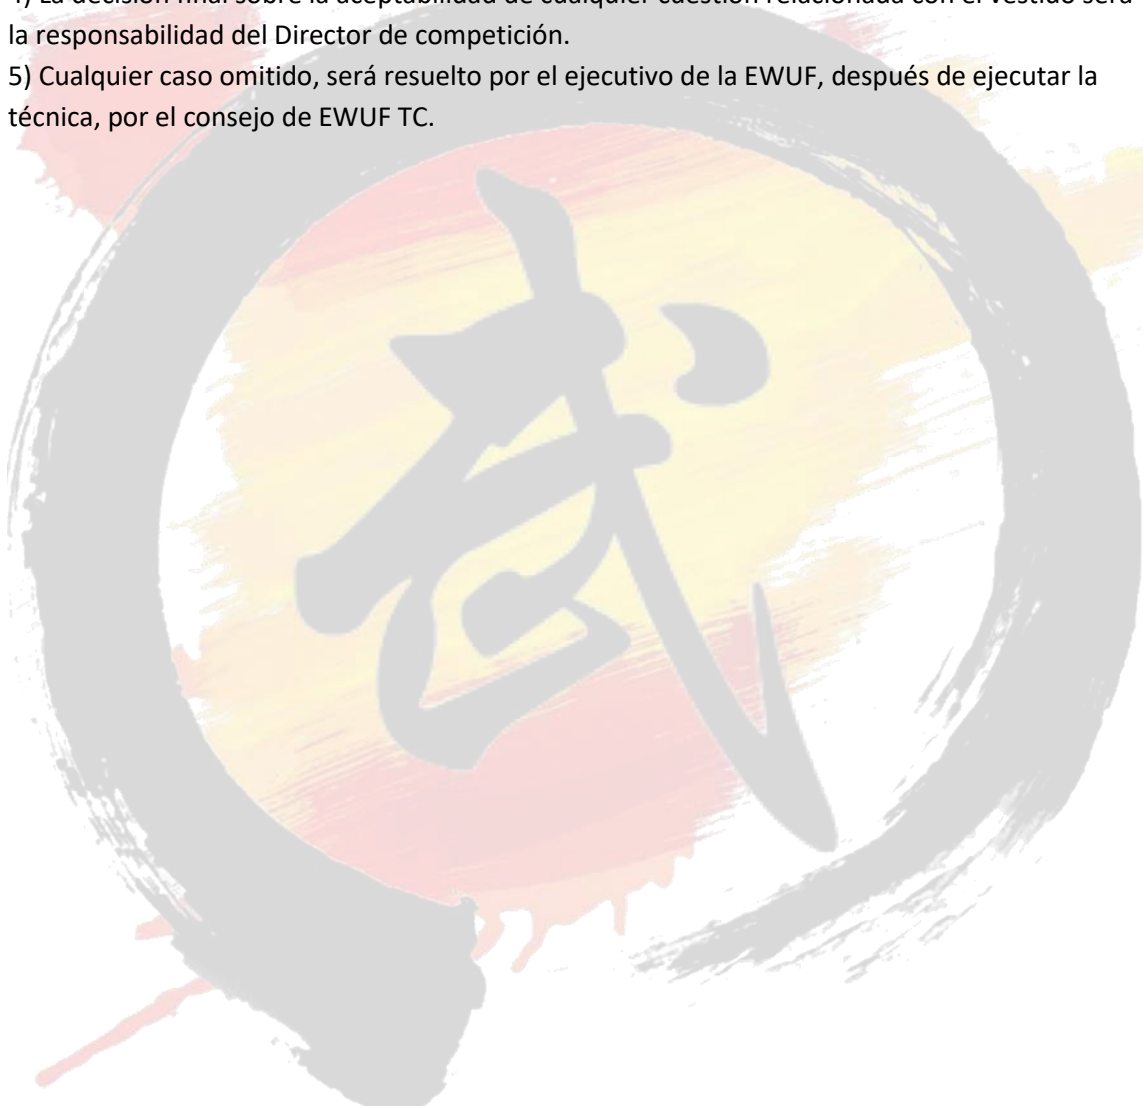 4) La decisión final sobre la aceptabilidad de cualquier cuestión relacionada con el vestido será
la responsabilidad del Director de competición.
5) Cualquier caso omitido, será resuelto por el ejecutivo de la EWUF, después de ejecutar la
técnica, por el consejo de EWUF TC.
武